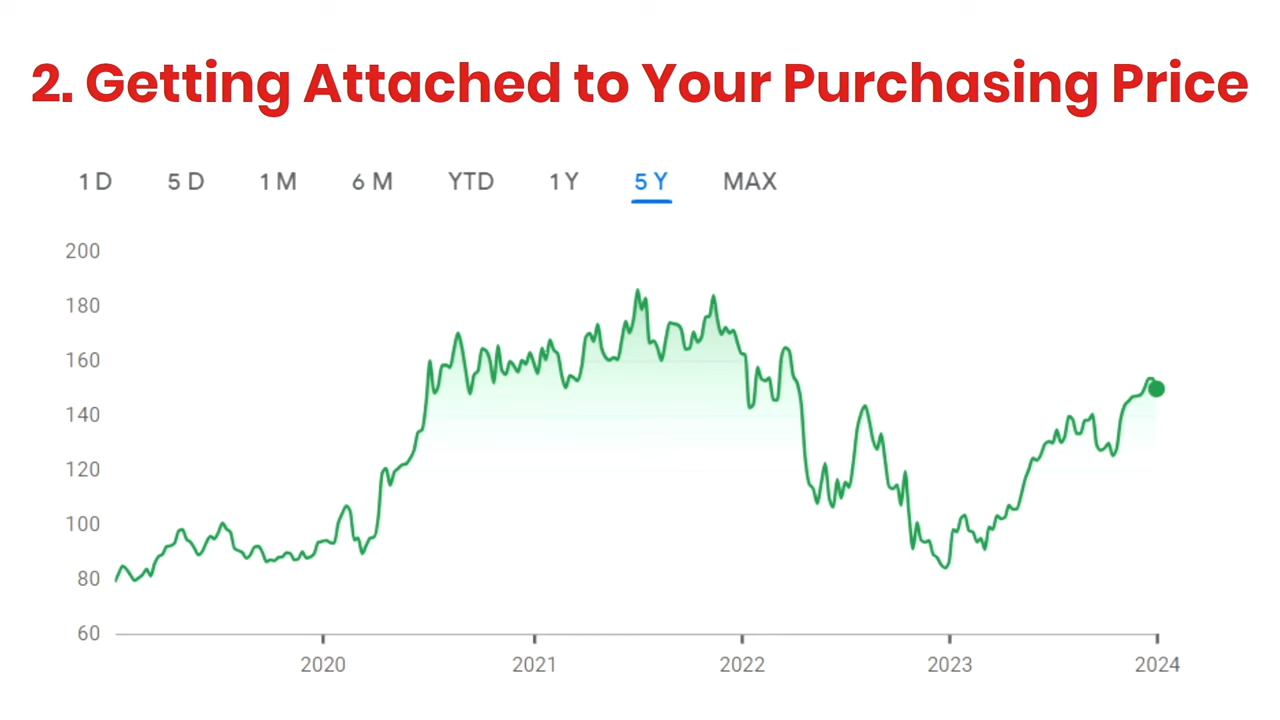 2. Getting Attached to Your Purchasing Price
1 D 5 D 1 M 6 M YTD 1 Y 5 Y MAX
200
180
160
140
120
100
80
60
2020 2021 2022 2023 2024